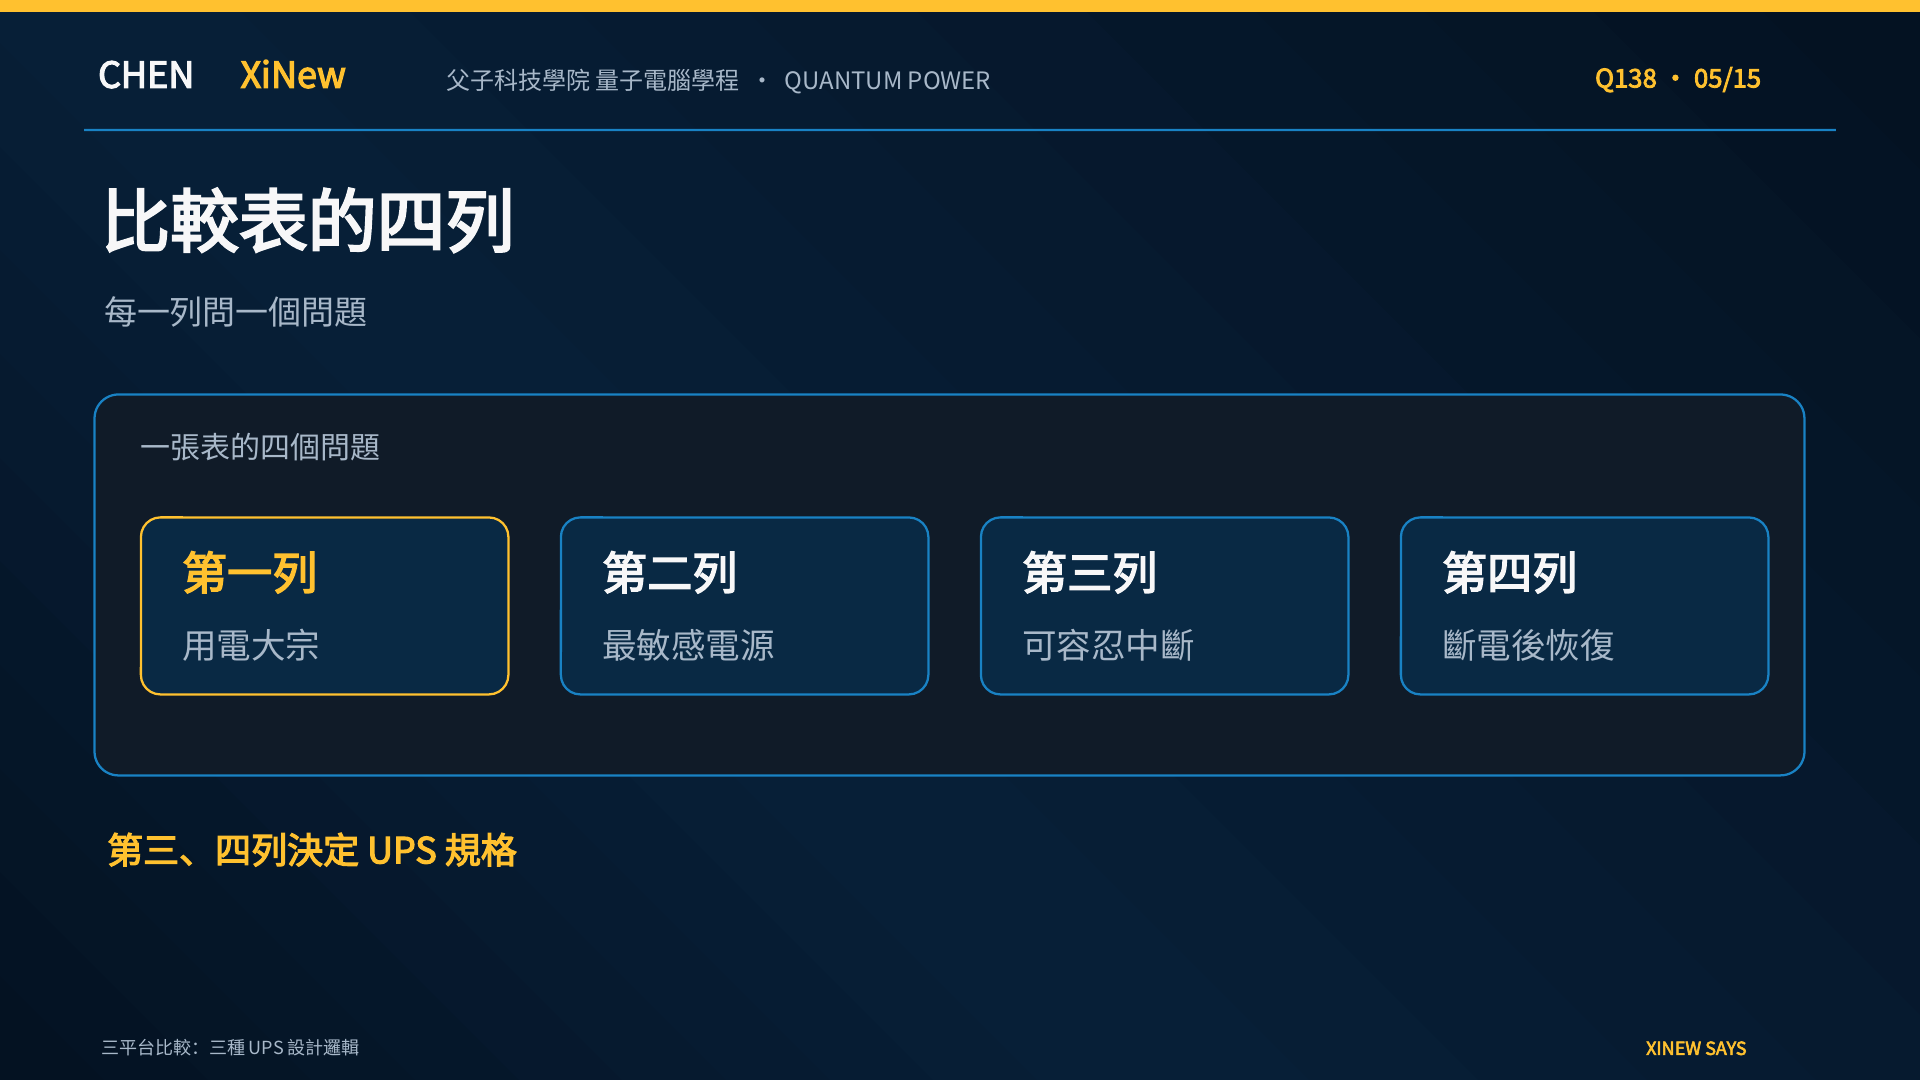 CHEN XiNew 父子科技學院 量子電腦學程 · QUANTUM POWER Q138 · 05/15
比較表的四列
每一列問一個問題
一張表的四個問題
第一列 第二列 第三列 第四列
用電大宗 最敏感電源 可容忍中斷 斷電後恢復
第三、四列決定 UPS 規格
三平台比較：三種 UPS 設計邏輯 XINEW SAYS